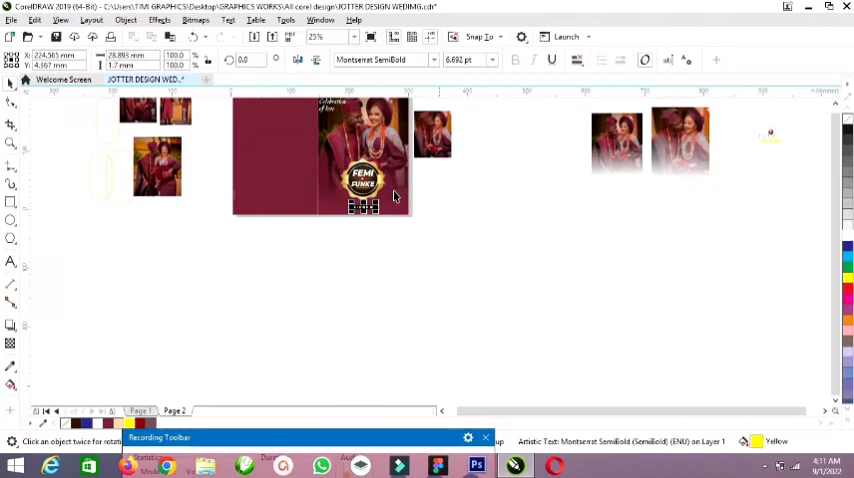 CorelDRAW 2019 (64-Bit) - C:\Users\TIMI GRAPHICS\Desktop\GRAPHICS WORKS\All corel design\JOTTER DESIGN WEDIMG.cdr*
File Edit View Layout Object Effects Bitmaps Text Table Tools Window Help
25% Snap To Launch
X: 224.565 mm 28.893 mm 100.0 % 0.0 Montserrat SemiBold 6.692 pt
Y: 4.367 mm 1.7 mm 100.0 %
Welcome Screen JOTTER DESIGN WED...*
millimeters
Celebration
of love
FEMI
&
FUNKE
Page 1 Page 2
Click an object twice for rotati
Recording Toolbar
up Artistic Text: Montserrat SemiBold (SemiBold) (ENU) on Layer 1 Yellow
Statistics
4:11 AM
9/1/2022